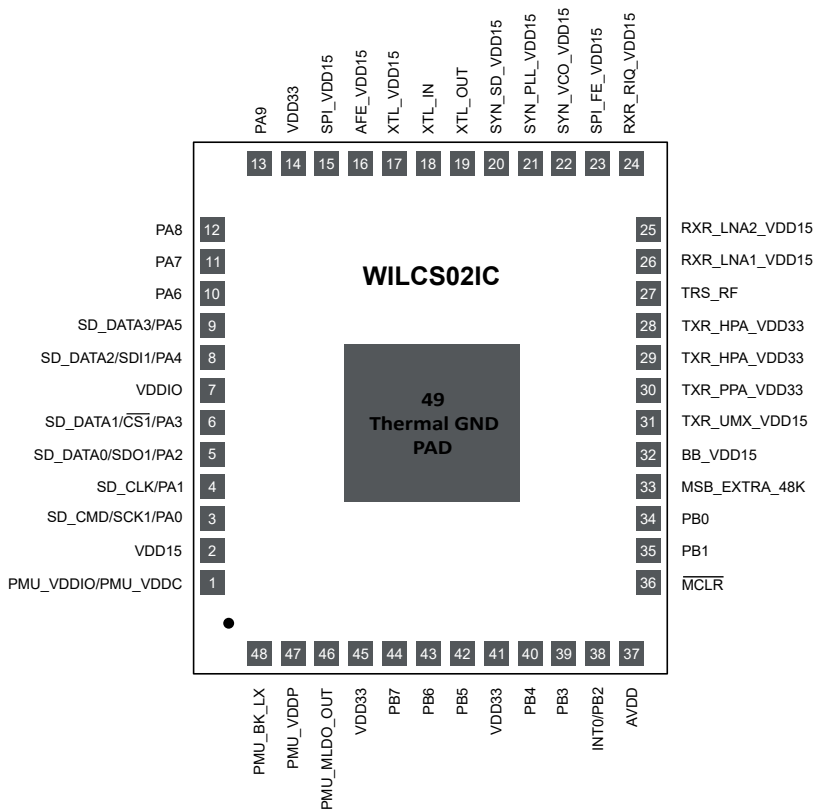 PA9
VDD33
SPI_VDD15
AFE_VDD15
XTL_VDD15
XTL_IN
XTL_OUT
SYN_SD_VDD15
SYN_PLL_VDD15
SYN_VCO_VDD15
SPI_FE_VDD15
RXR_RIQ_VDD15
13 14 15 16 17 18 19 20 21 22 23 24
PA8 12
PA7 11
PA6 10
SD_DATA3/PA5 9
SD_DATA2/SDI1/PA4 8
VDDIO 7
SD_DATA1/CS1/PA3 6
SD_DATA0/SDO1/PA2 5
SD_CLK/PA1 4
SD_CMD/SCK1/PA0 3
VDD15 2
PMU_VDDIO/PMU_VDDC 1
WILCS02IC
49
Thermal GND
PAD
25 RXR_LNA2_VDD15
26 RXR_LNA1_VDD15
27 TRS_RF
28 TXR_HPA_VDD33
29 TXR_HPA_VDD33
30 TXR_PPA_VDD33
31 TXR_UMX_VDD15
32 BB_VDD15
33 MSB_EXTRA_48K
34 PB0
35 PB1
36 MCLR
48 47 46 45 44 43 42 41 40 39 38 37
PMU_BK_LX
PMU_VDDP
PMU_MLDO_OUT
VDD33
PB7
PB6
PB5
VDD33
PB4
PB3
INT0/PB2
AVDD